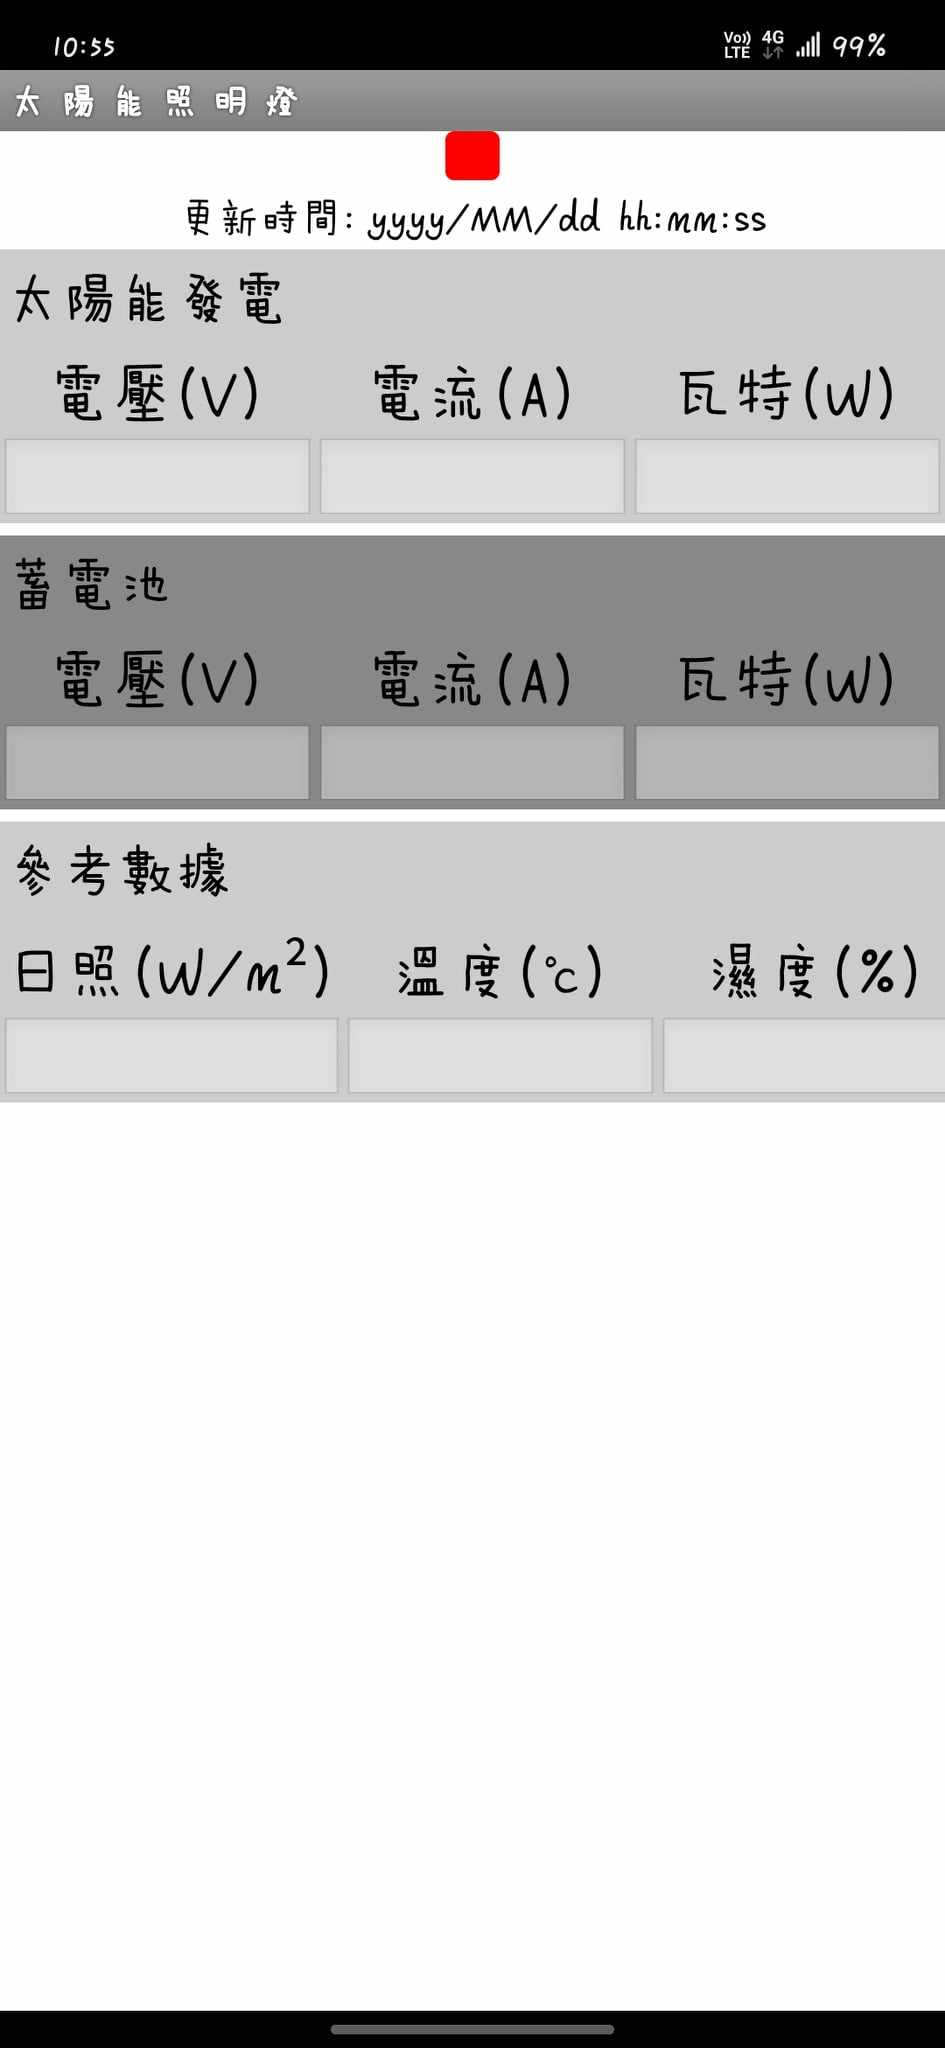 10:55 Vo)) LTE 4G 99%
太陽能照明燈
更新時間: yyyy/MM/dd hh:mm:ss
太陽能發電
電壓(V) 電流(A) 瓦特(W)
蓄電池
電壓(V) 電流(A) 瓦特(W)
參考數據
日照(W/m²) 溫度(℃) 濕度(%)